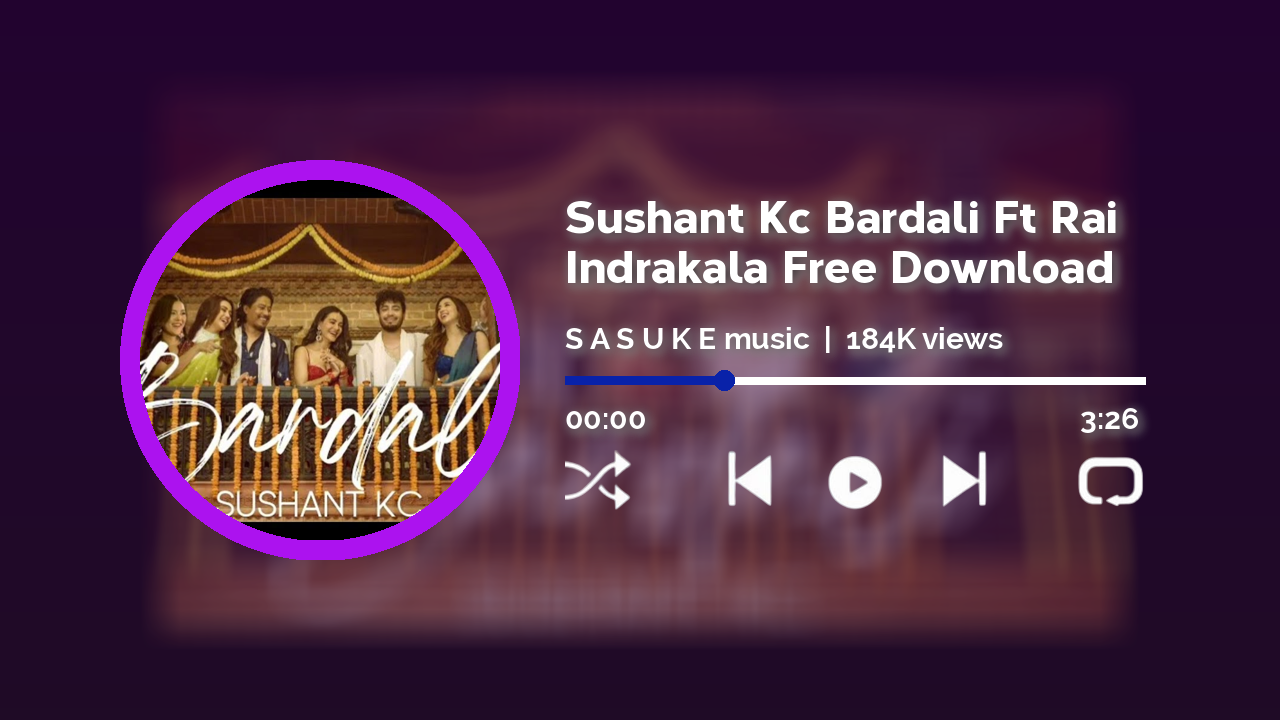 Sushant Kc Bardali Ft Rai
Indrakala Free Download
S A S U K E music | 184K views
00:00
3:26
Bardali
SUSHANT KC